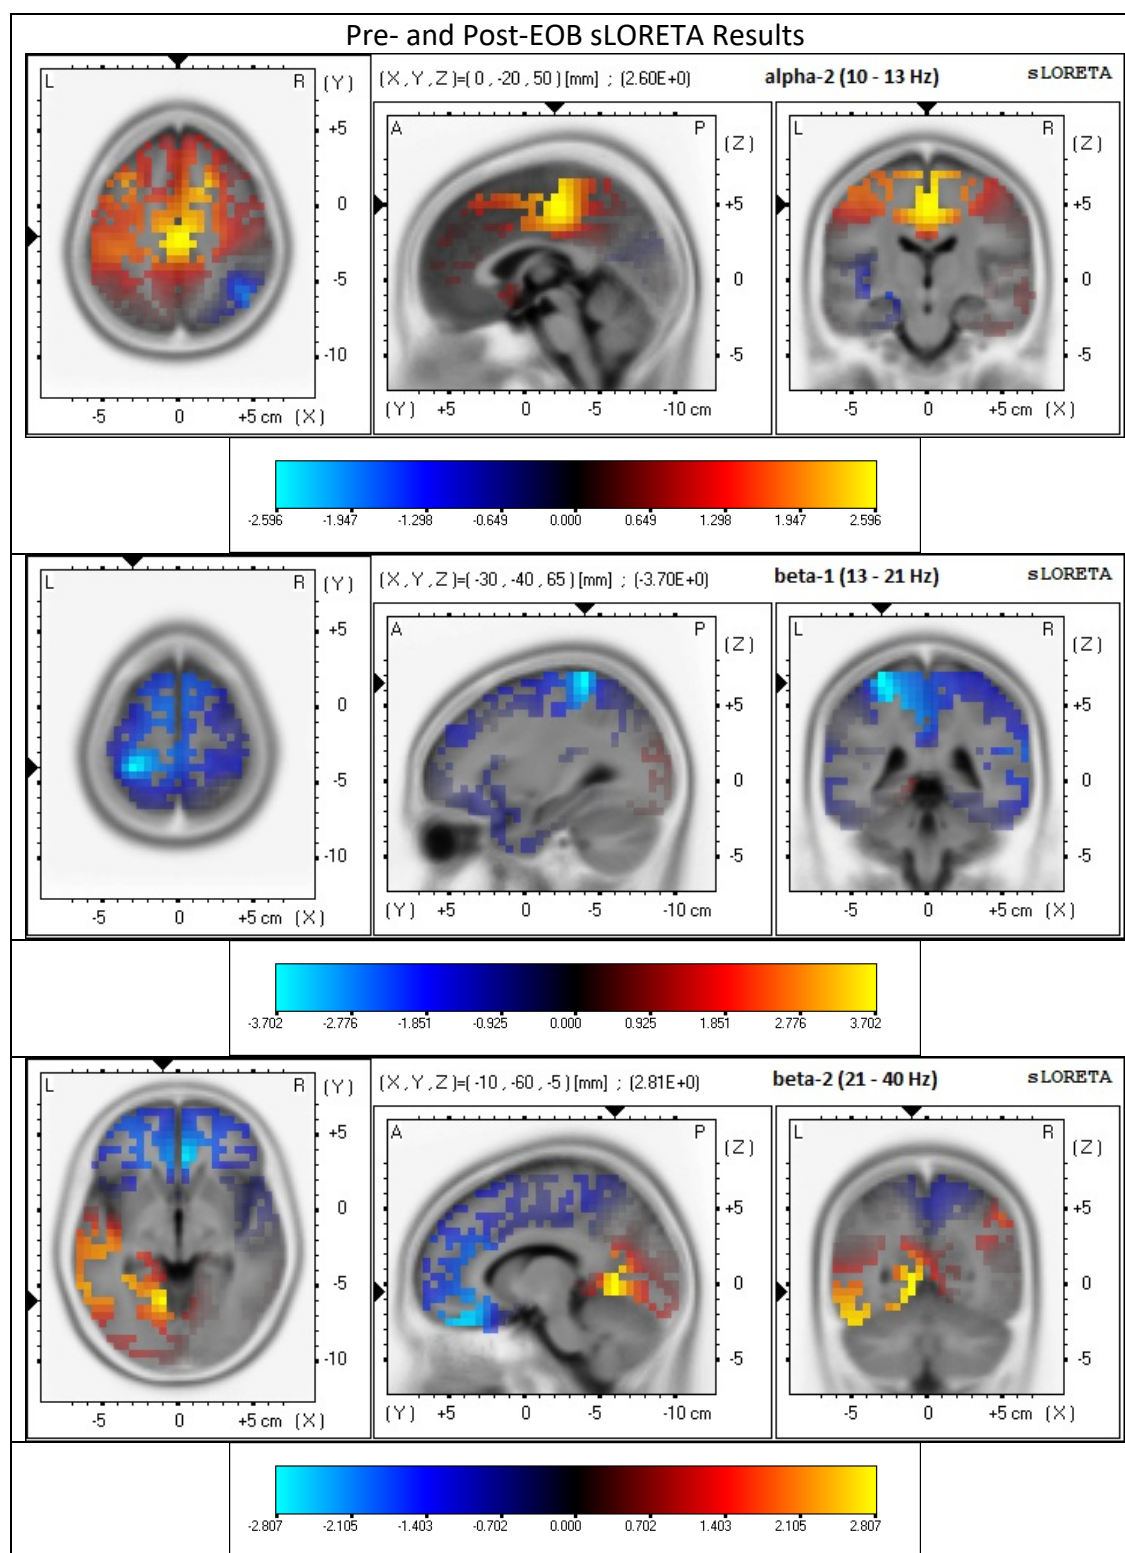 Pre- and Post-EOB sLORETA Results
L R (Y) (X,Y,Z)=(0,-20,50)[mm] ; (2.60E+0) alpha-2 (10 - 13 Hz) sLORETA
A P (Z) L R (Z)
+5
0
-5
-10
+5
0
-5
+5
0
-5
-5 0 +5 cm (X)
(Y) +5 0 -5 -10 cm
-5 0 +5 cm (X)
-2.596 -1.947 -1.298 -0.649 0.000 0.649 1.298 1.947 2.596
L R (Y) (X,Y,Z)=(-30,-40,65)[mm] ; (-3.70E+0) beta-1 (13 - 21 Hz) sLORETA
A P (Z) L R (Z)
+5
0
-5
-10
+5
0
-5
+5
0
-5
-5 0 +5 cm (X)
(Y) +5 0 -5 -10 cm
-5 0 +5 cm (X)
-3.702 -2.776 -1.851 -0.925 0.000 0.925 1.851 2.776 3.702
L R (Y) (X,Y,Z)=(-10,-60,-5)[mm] ; (2.81E+0) beta-2 (21 - 40 Hz) sLORETA
A P (Z) L R (Z)
+5
0
-5
-10
+5
0
-5
+5
0
-5
-5 0 +5 cm (X)
(Y) +5 0 -5 -10 cm
-5 0 +5 cm (X)
-2.807 -2.105 -1.403 -0.702 0.000 0.702 1.403 2.105 2.807